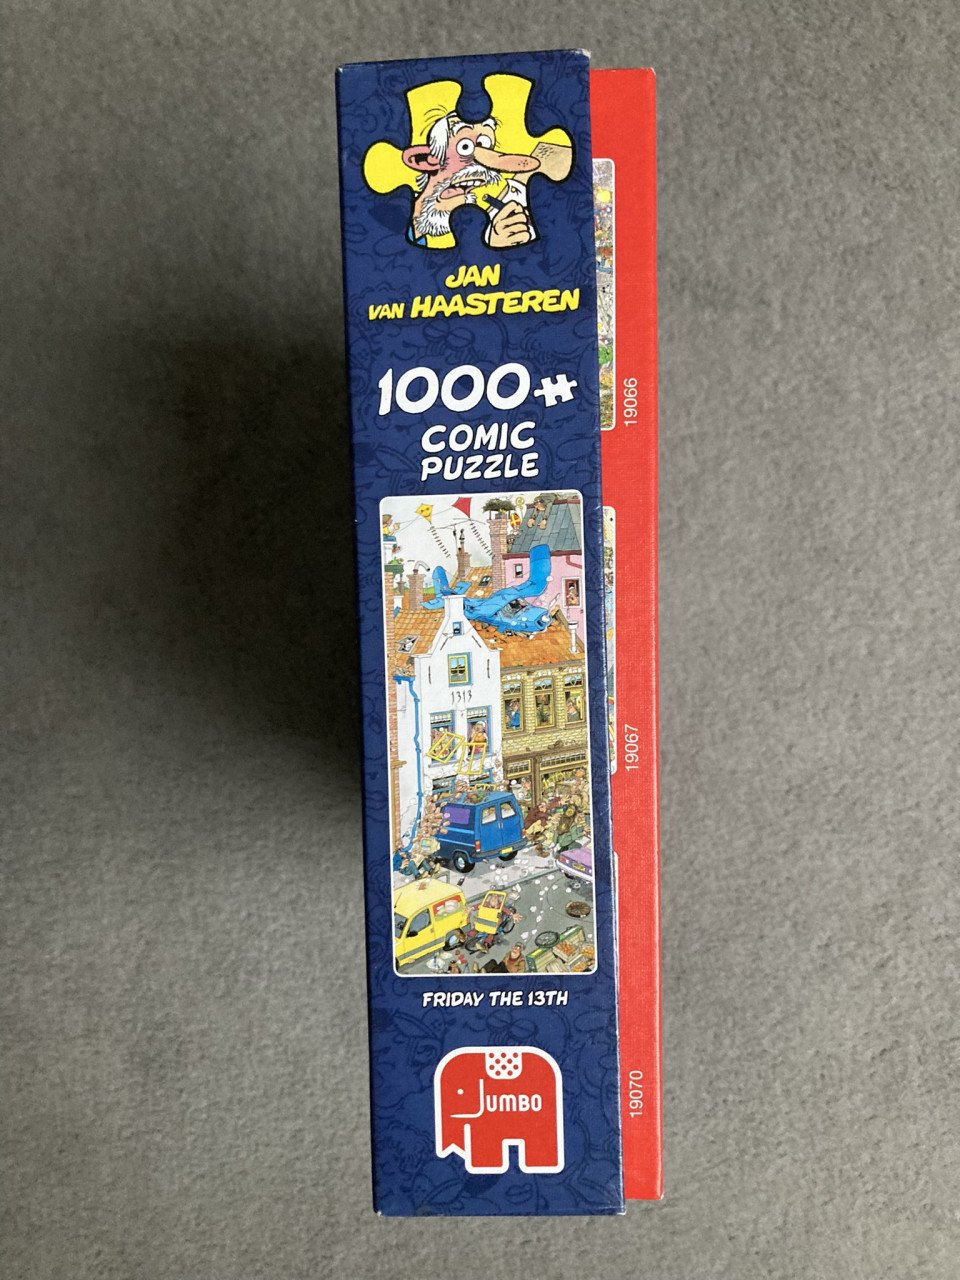 JAN
VAN HAASTEREN
1000
COMIC
PUZZLE
1313
FRIDAY THE 13TH
JUMBO
19066
19067
19070